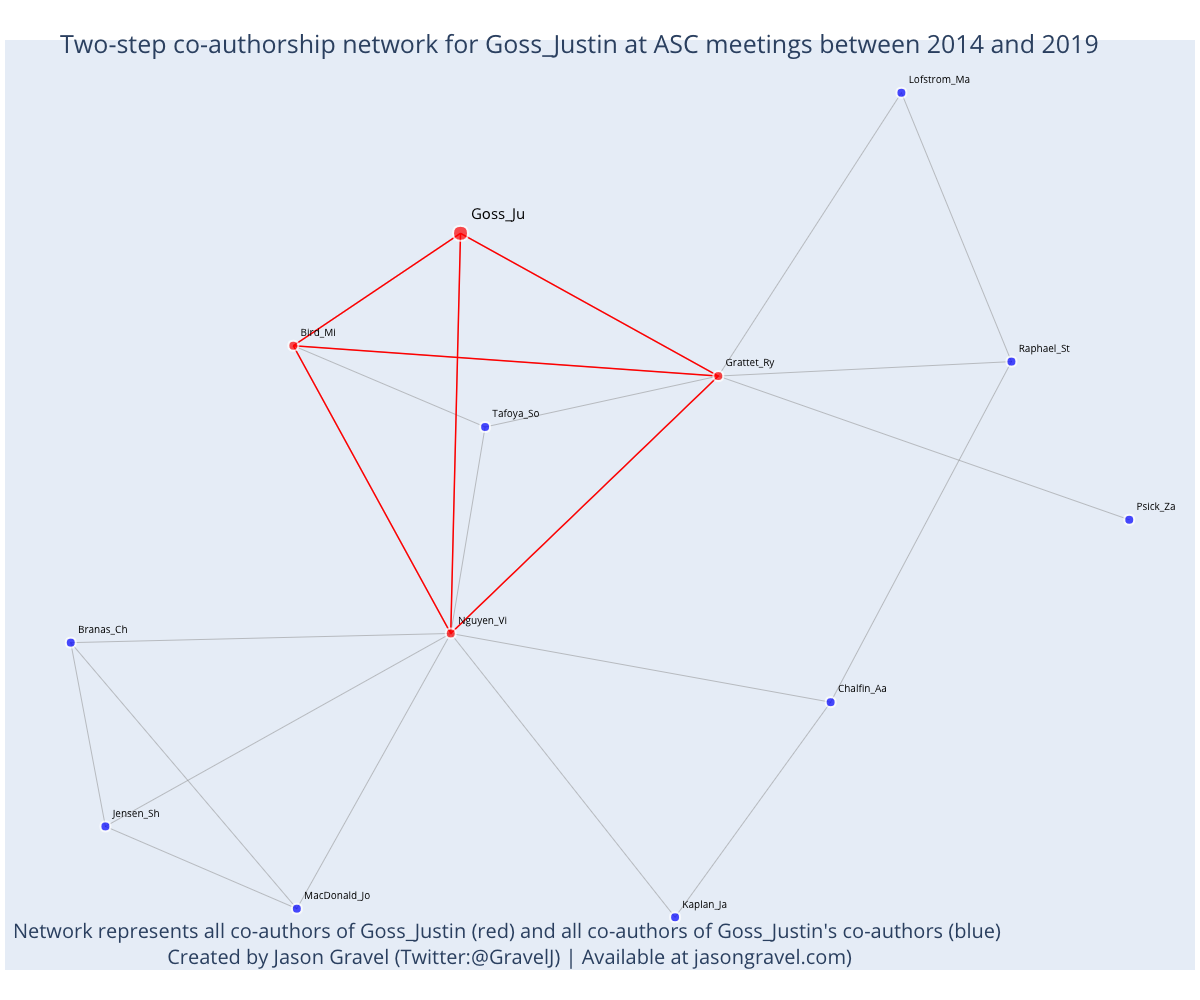 Two-step co-authorship network for Goss_Justin at ASC meetings between 2014 and 2019
Lofstrom_Ma
Goss_Ju
Bird_Mi
Raphael_St
Grattet_Ry
Tafoya_So
Psick_Za
Nguyen_Vi
Branas_Ch
Chalfin_Aa
Jensen_Sh
MacDonald_Jo
Kaplan_Ja
Network represents all co-authors of Goss_Justin (red) and all co-authors of Goss_Justin's co-authors (blue)
Created by Jason Gravel (Twitter:@GravelJ) | Available at jasongravel.com)